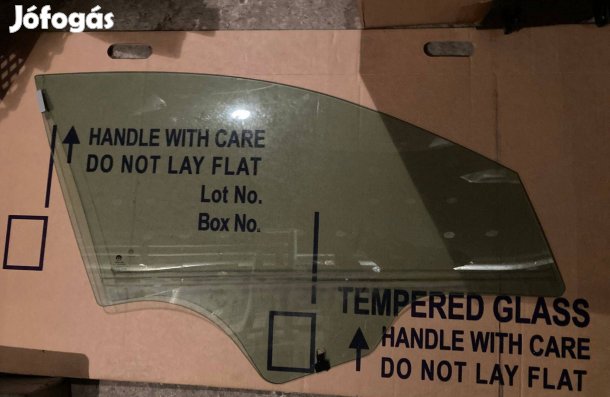 Jófogás
HANDLE WITH CARE
DO NOT LAY FLAT
Lot No.
Box No.
TEMPERED GLASS
HANDLE WITH CARE
DO NOT LAY FLAT